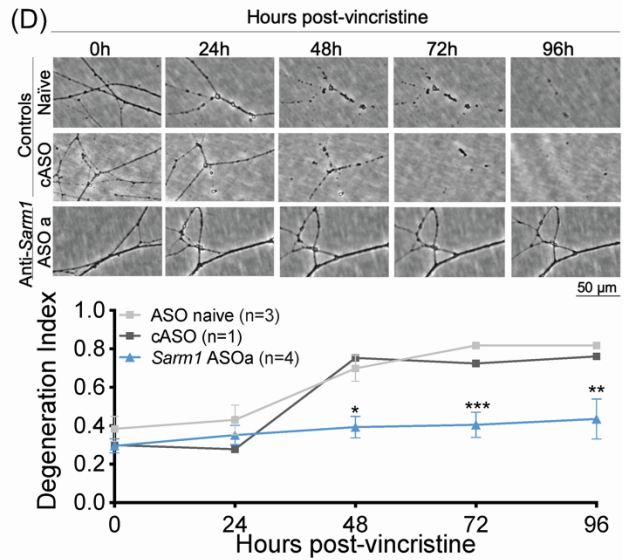 (D)
Hours post-vincristine
0h 24h 48h 72h 96h
Controls
Naïve
cASO
Anti-Sarm1
ASO a
50 µm
Degeneration Index
1.0
0.8
0.6
0.4
0.2
0.0
ASO naive (n=3)
cASO (n=1)
Sarm1 ASOa (n=4)
* *** **
0 24 48 72 96
Hours post-vincristine